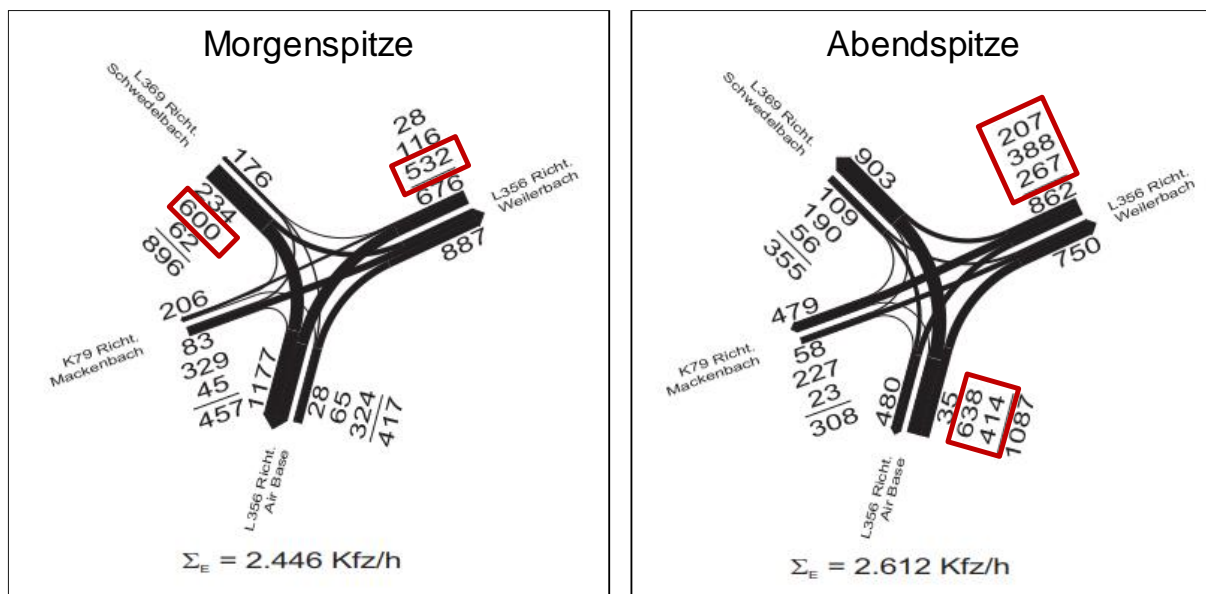 Morgenspitze
L369 Richt.
Schwedelbach
176
234
600
62
896
28
116
532
676
L356 Richt.
Weilerbach
887
206
K79 Richt.
Mackenbach
83
329
45
457
1177
28
65
324
417
L356 Richt.
Air Base
ΣE = 2.446 Kfz/h
Abendspitze
L369 Richt.
Schwedelbach
903
109
190
56
355
207
388
267
862
L356 Richt.
Weilerbach
750
479
K79 Richt.
Mackenbach
58
227
23
308
480
35
638
414
1087
L356 Richt.
Air Base
ΣE = 2.612 Kfz/h